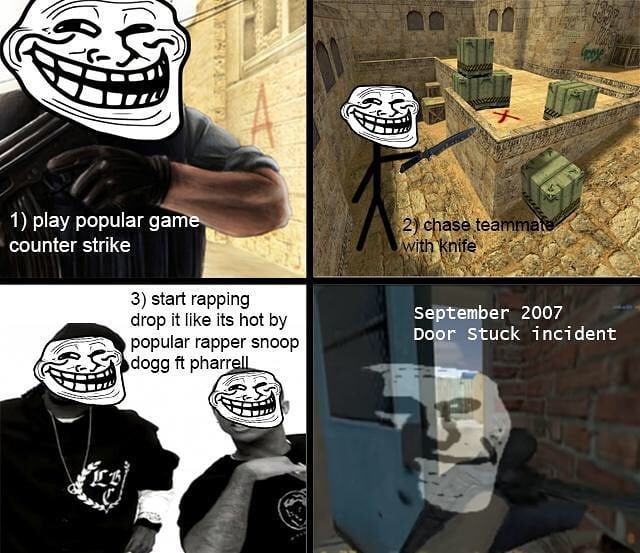 A
1) play popular game
counter strike
2) chase teammate
with knife
3) start rapping
drop it like its hot by
popular rapper snoop
dogg ft pharrell
September 2007
Door Stuck incident